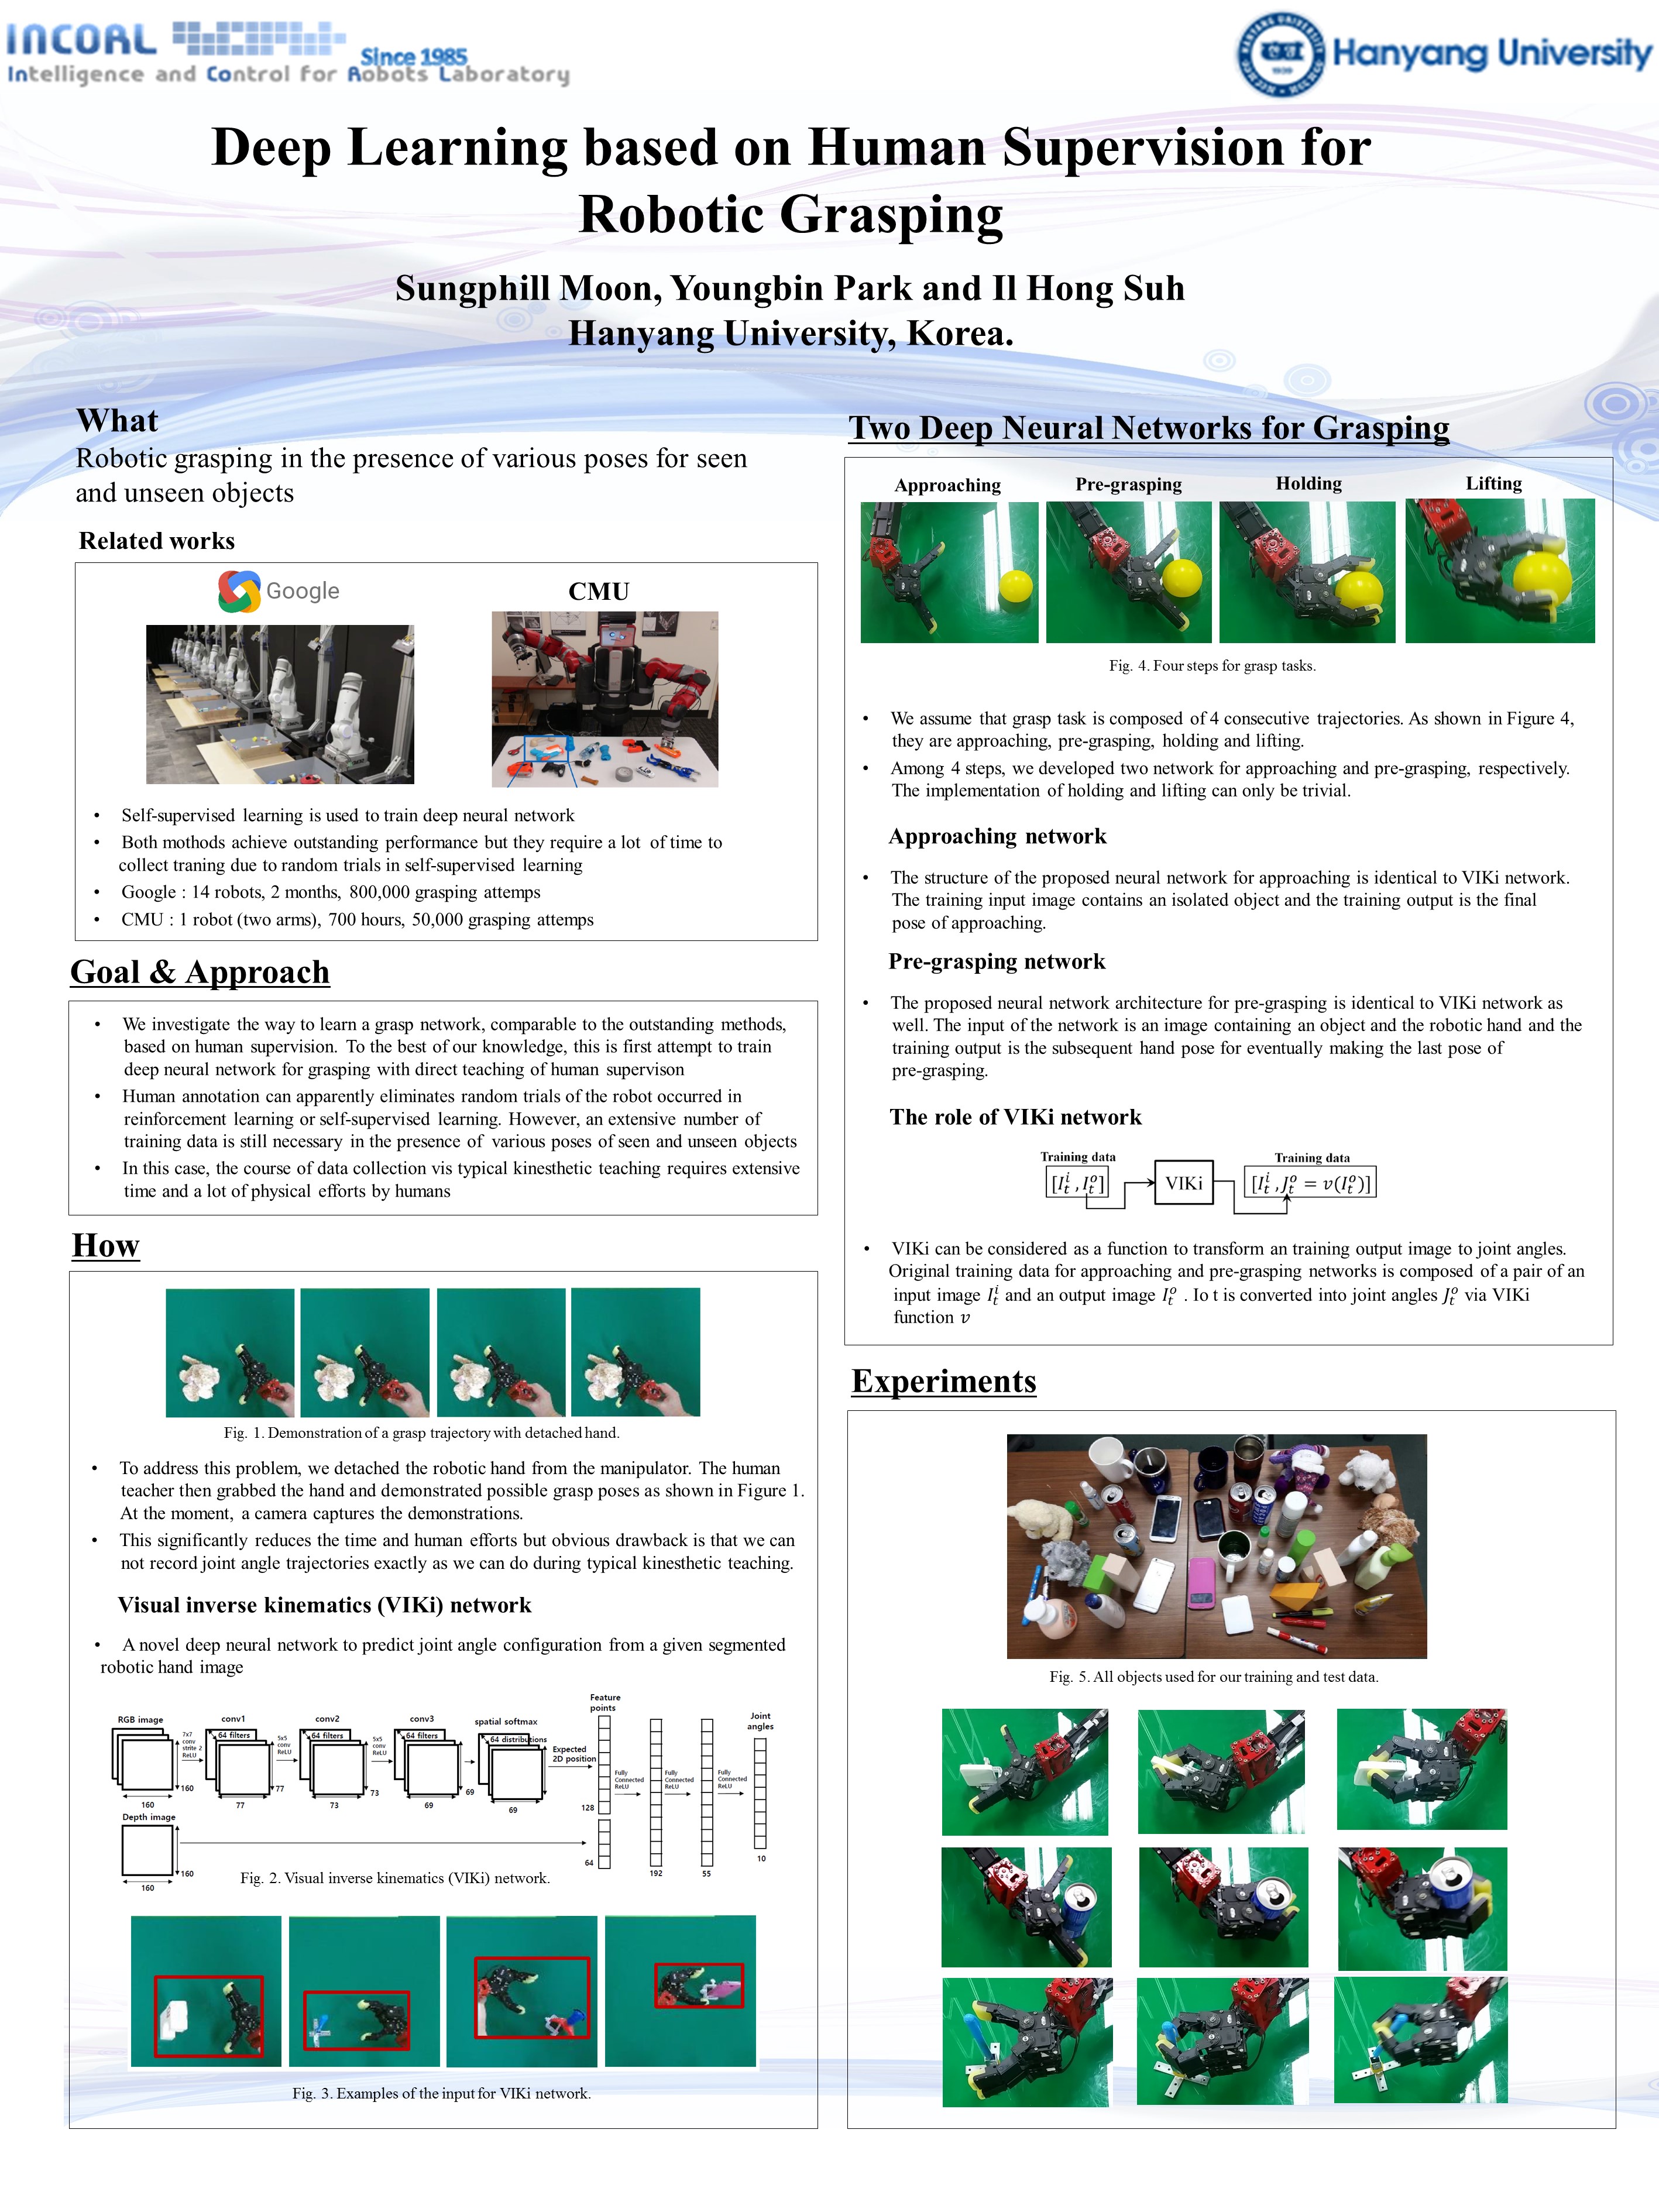 INCORL
Since 1985
Intelligence and Control for Robots Laboratory
Hanyang University
Deep Learning based on Human Supervision for
Robotic Grasping
Sungphill Moon, Youngbin Park and Il Hong Suh
Hanyang University, Korea.
What
Robotic grasping in the presence of various poses for seen
and unseen objects
Related works
Google
CMU
• Self-supervised learning is used to train deep neural network
• Both mothods achieve outstanding performance but they require a lot of time to
collect traning due to random trials in self-supervised learning
• Google : 14 robots, 2 months, 800,000 grasping attemps
• CMU : 1 robot (two arms), 700 hours, 50,000 grasping attemps
Goal & Approach
• We investigate the way to learn a grasp network, comparable to the outstanding methods,
based on human supervision. To the best of our knowledge, this is first attempt to train
deep neural network for grasping with direct teaching of human supervison
• Human annotation can apparently eliminates random trials of the robot occurred in
reinforcement learning or self-supervised learning. However, an extensive number of
training data is still necessary in the presence of various poses of seen and unseen objects
• In this case, the course of data collection vis typical kinesthetic teaching requires extensive
time and a lot of physical efforts by humans
How
Fig. 1. Demonstration of a grasp trajectory with detached hand.
• To address this problem, we detached the robotic hand from the manipulator. The human
teacher then grabbed the hand and demonstrated possible grasp poses as shown in Figure 1.
At the moment, a camera captures the demonstrations.
• This significantly reduces the time and human efforts but obvious drawback is that we can
not record joint angle trajectories exactly as we can do during typical kinesthetic teaching.
Visual inverse kinematics (VIKi) network
• A novel deep neural network to predict joint angle configuration from a given segmented
robotic hand image
RGB image
160
160
7x7
conv
strite 2
ReLU
conv1
64 filters
77
77
5x5
conv
ReLU
conv2
64 filters
73
73
5x5
conv
ReLU
conv3
64 filters
69
69
spatial softmax
64 distributions
69
Expected
2D position
Feature
points
128
64
Fully
Connected
ReLU
192
Fully
Connected
ReLU
55
Fully
Connected
ReLU
Joint
angles
10
Depth image
160
160
Fig. 2. Visual inverse kinematics (VIKi) network.
Fig. 3. Examples of the input for VIKi network.
Two Deep Neural Networks for Grasping
Approaching Pre-grasping Holding Lifting
Fig. 4. Four steps for grasp tasks.
• We assume that grasp task is composed of 4 consecutive trajectories. As shown in Figure 4,
they are approaching, pre-grasping, holding and lifting.
• Among 4 steps, we developed two network for approaching and pre-grasping, respectively.
The implementation of holding and lifting can only be trivial.
Approaching network
• The structure of the proposed neural network for approaching is identical to VIKi network.
The training input image contains an isolated object and the training output is the final
pose of approaching.
Pre-grasping network
• The proposed neural network architecture for pre-grasping is identical to VIKi network as
well. The input of the network is an image containing an object and the robotic hand and the
training output is the subsequent hand pose for eventually making the last pose of
pre-grasping.
The role of VIKi network
Training data
$[I_t^i, I_t^o]$
VIKi
Training data
$[I_t^i, J_t^o = v(I_t^o)]$
• VIKi can be considered as a function to transform an training output image to joint angles.
Original training data for approaching and pre-grasping networks is composed of a pair of an
input image $I_t^i$ and an output image $I_t^o$ . Io t is converted into joint angles $J_t^o$ via VIKi
function $v$
Experiments
Fig. 5. All objects used for our training and test data.